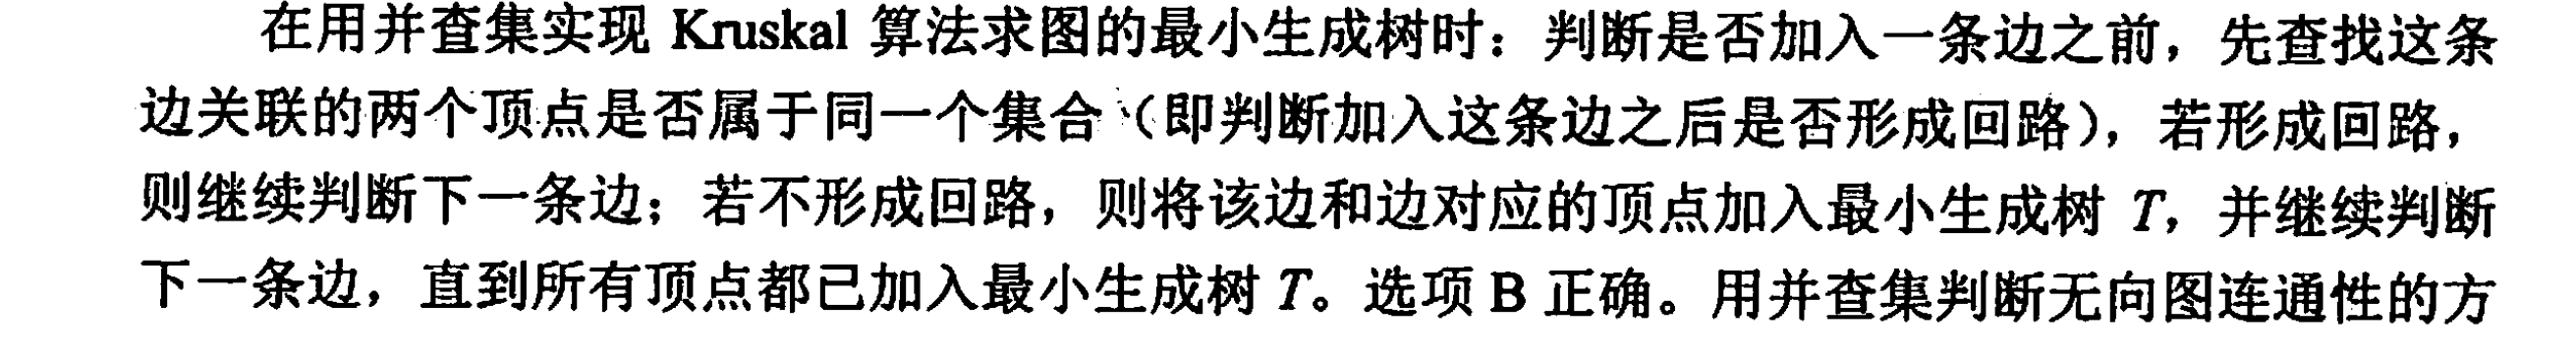 在用并查集实现 Kruskal 算法求图的最小生成树时：判断是否加入一条边之前，先查找这条
边关联的两个顶点是否属于同一个集合（即判断加入这条边之后是否形成回路），若形成回路，
则继续判断下一条边；若不形成回路，则将该边和边对应的顶点加入最小生成树 T，并继续判断
下一条边，直到所有顶点都已加入最小生成树 T。选项 B 正确。用并查集判断无向图连通性的方